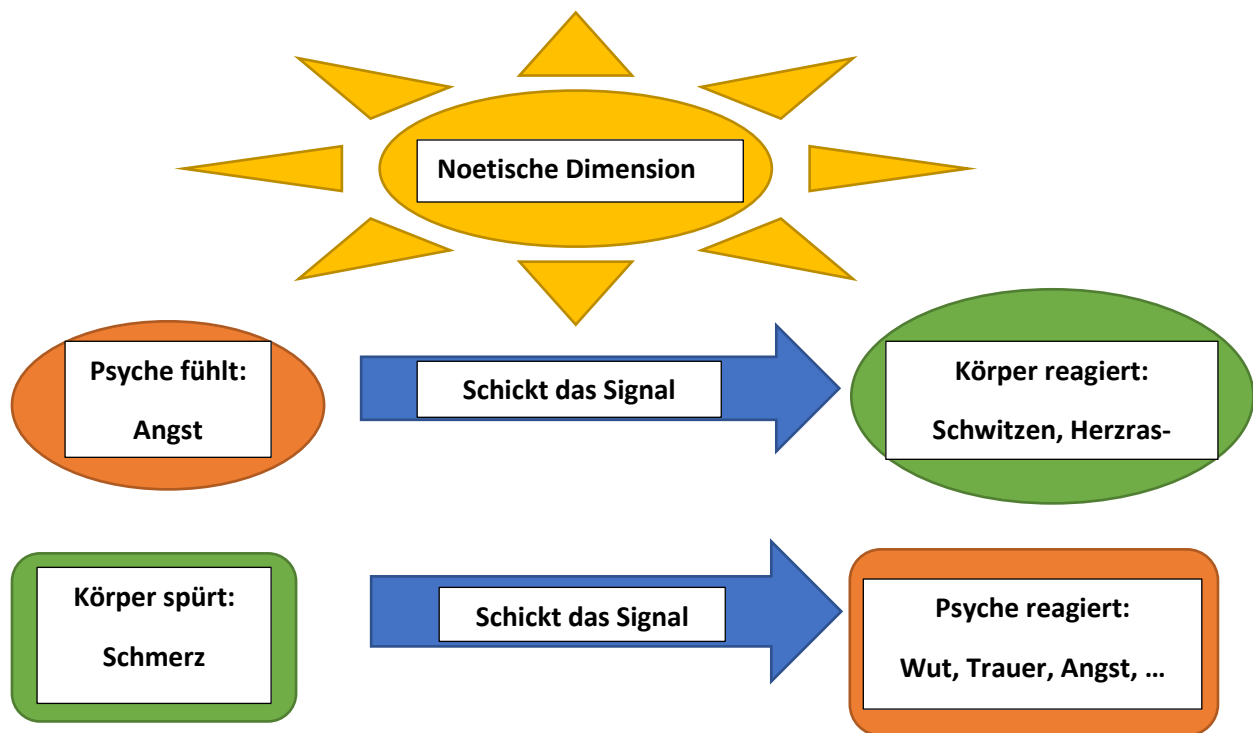 Noetische Dimension
Psyche fühlt:
Angst
Schickt das Signal
Körper reagiert:
Schwitzen, Herzras-
Körper spürt:
Schmerz
Schickt das Signal
Psyche reagiert:
Wut, Trauer, Angst, …